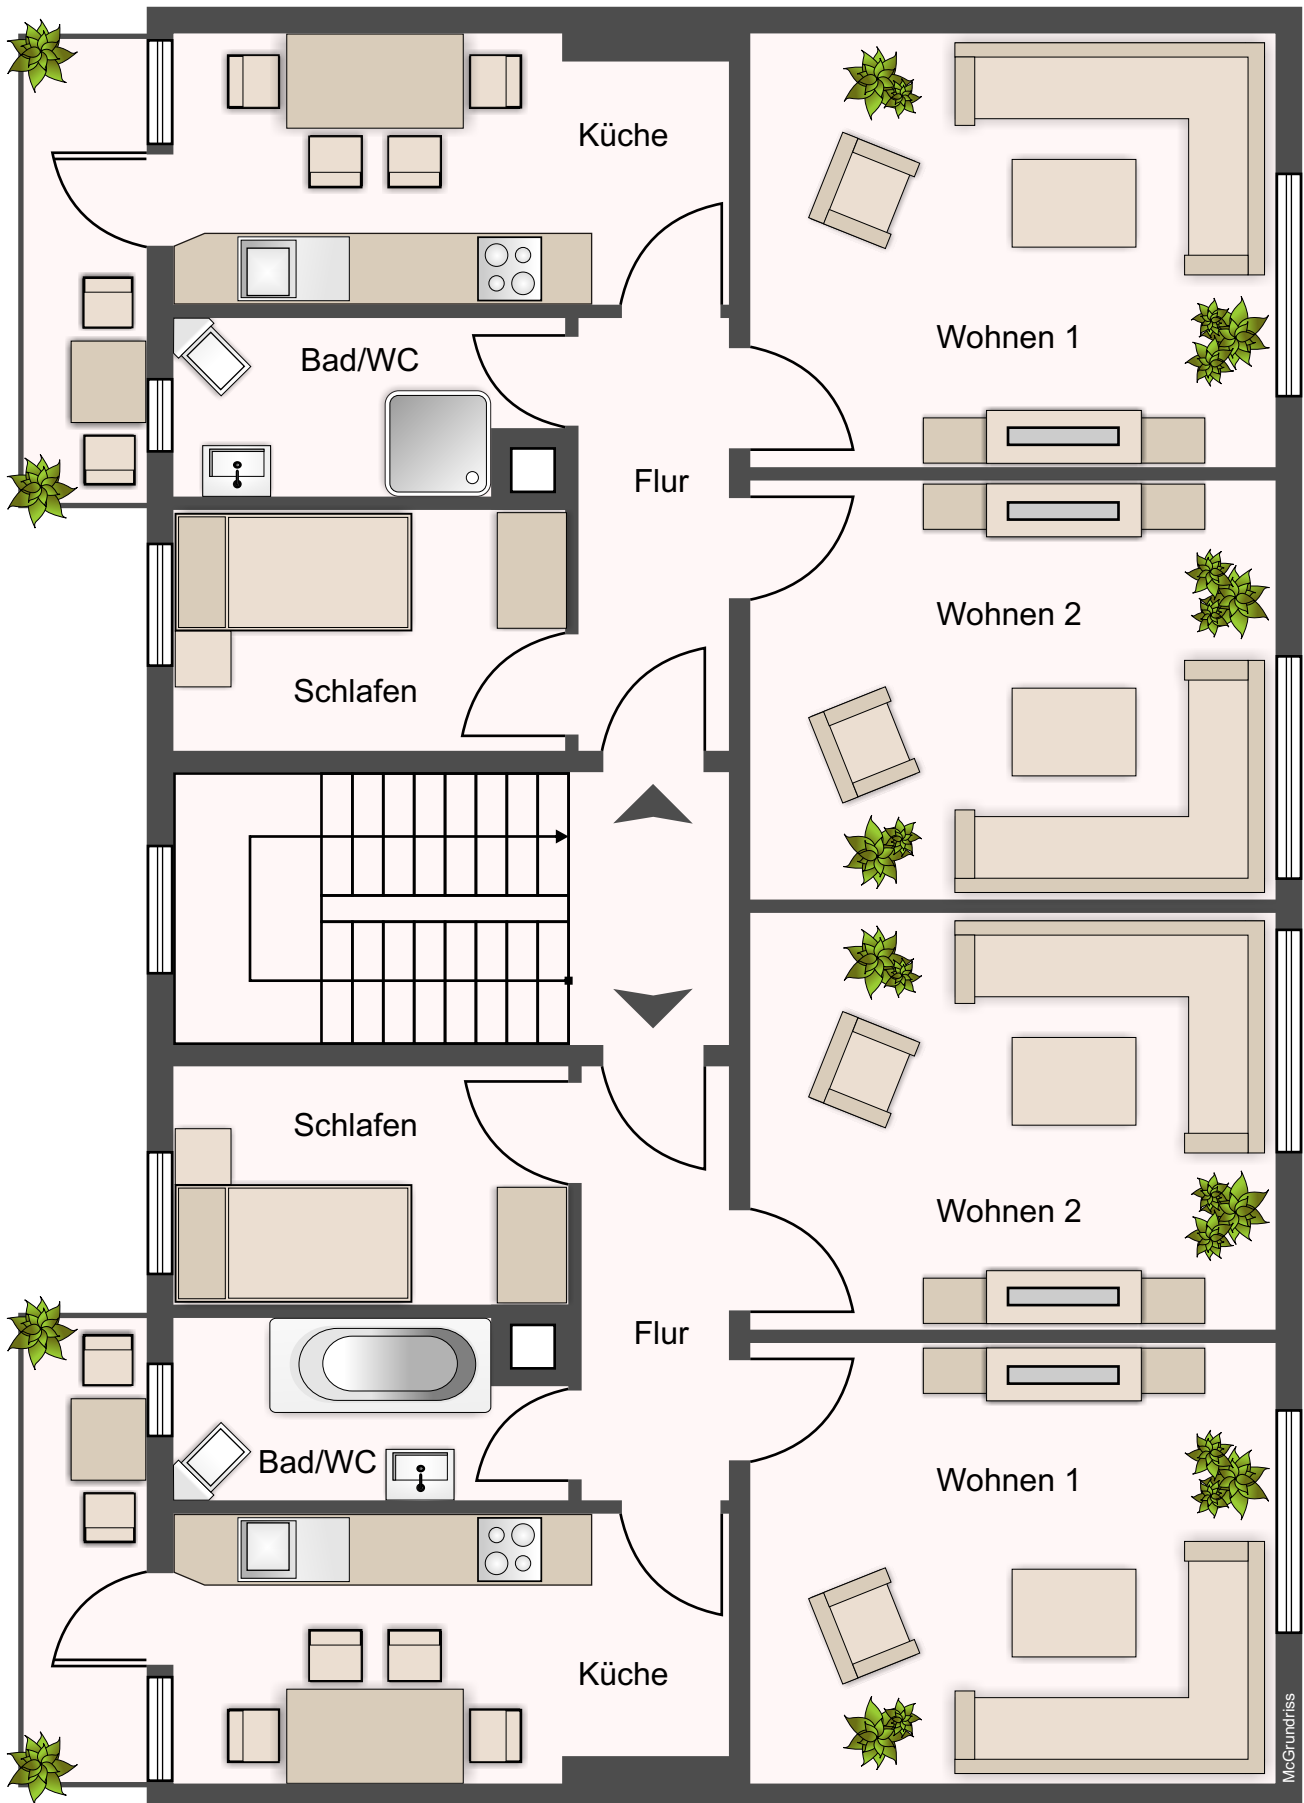 Küche
Wohnen 1
Bad/WC
Flur
Wohnen 2
Schlafen
Schlafen
Wohnen 2
Flur
Bad/WC
Wohnen 1
Küche
McGrundriss